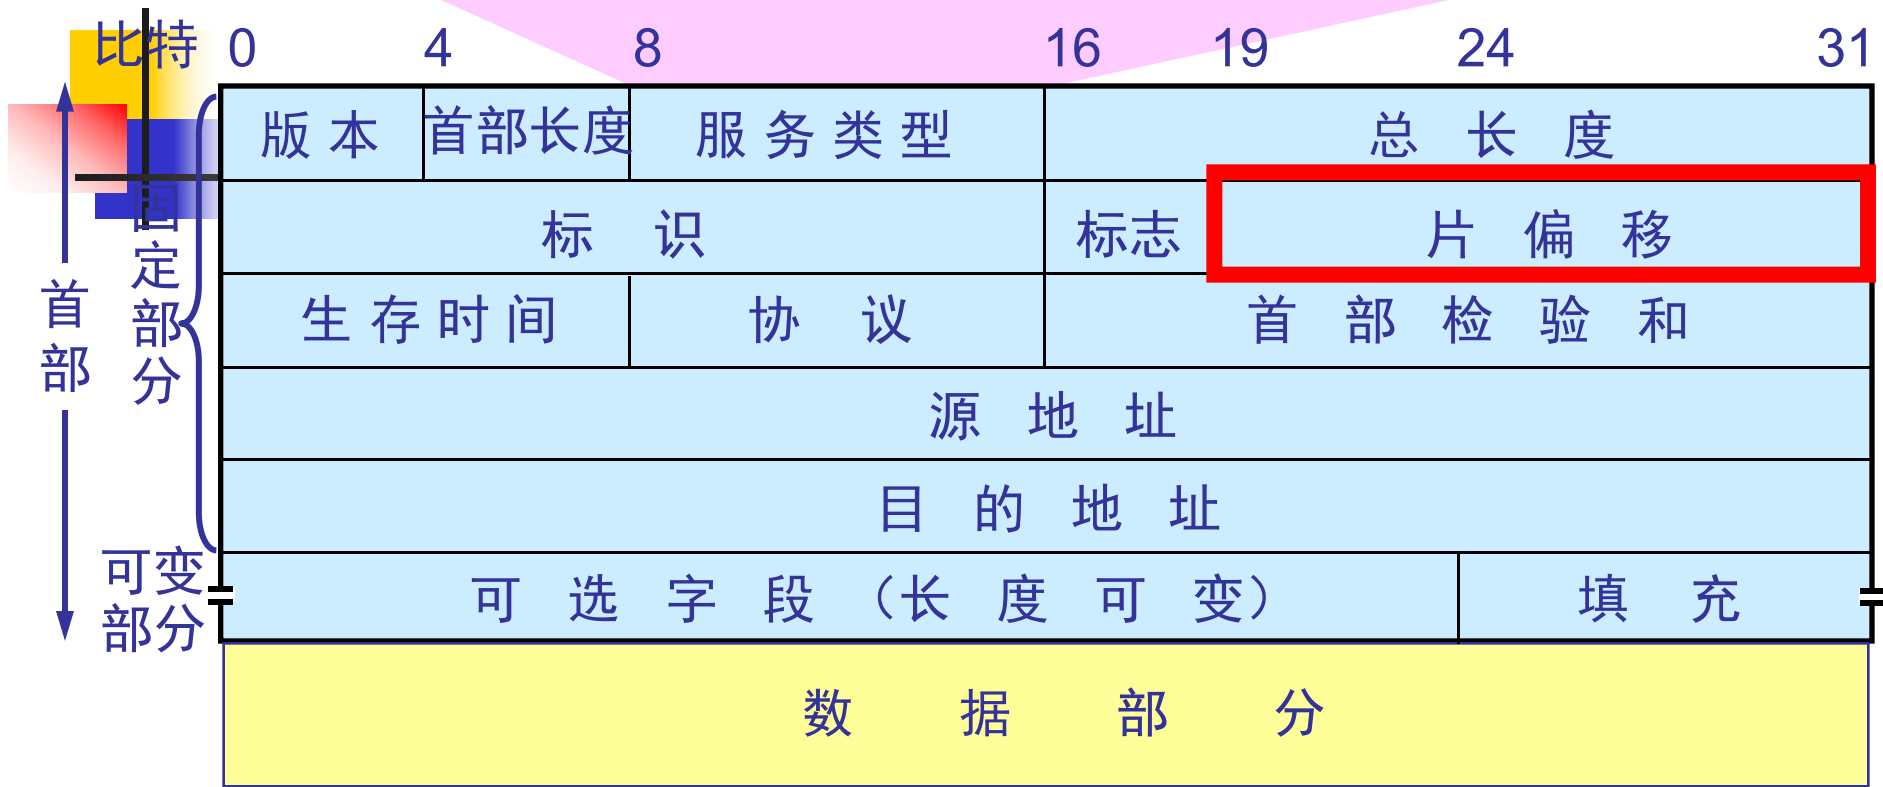 比特 0 4 8 16 19 24 31
版 本 首部长度 服 务 类 型 总 长 度
标 识 标志 片 偏 移
生 存 时 间 协 议 首 部 检 验 和
源 地 址
目 的 地 址
可 选 字 段 （长 度 可 变） 填 充
数 据 部 分
首部
固定部分
可变
部分